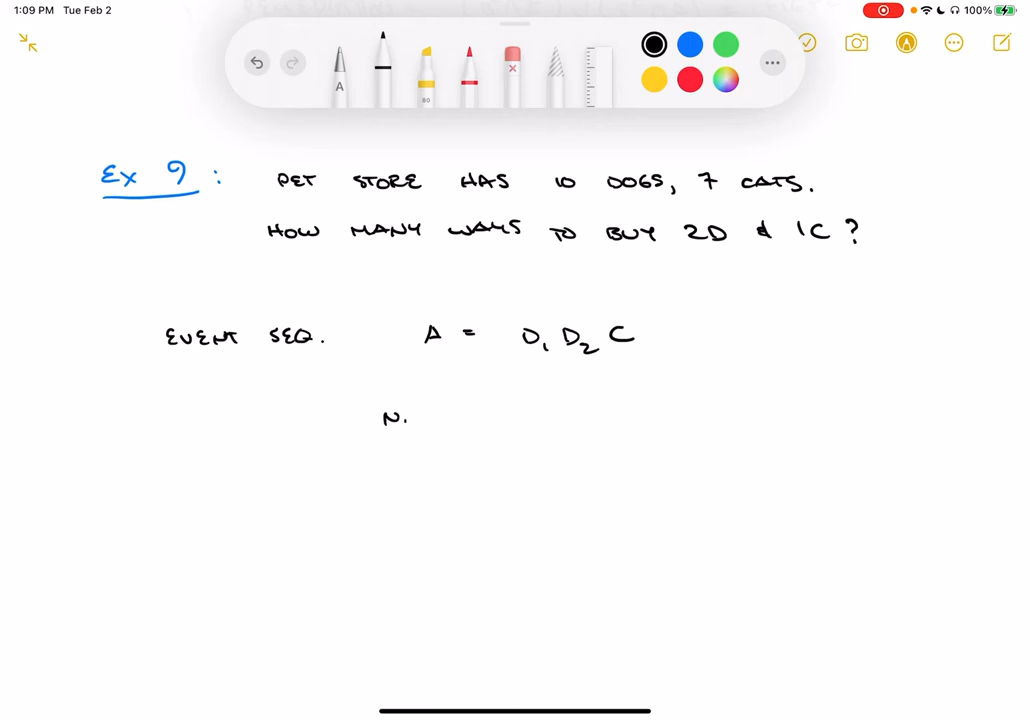 1:09 PM Tue Feb 2
100%
A
80
Ex 9 :
PET STORE HAS 10 DOGS, 7 CATS.
HOW MANY WAYS TO BUY 2D & 1C ?
EVENT SEQ. A = D₁ D₂ C
N.